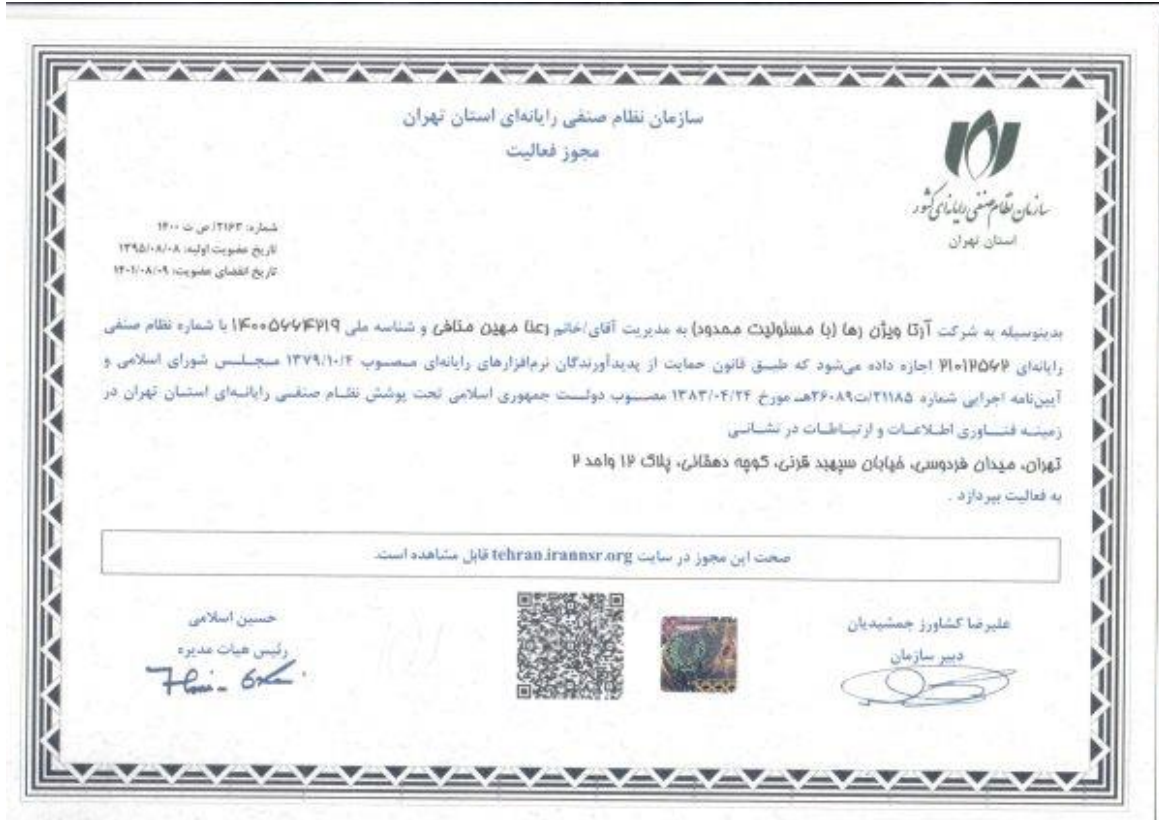 سازمان نظام صنفی رایانه‌ای استان تهران
مجوز فعالیت
سازمان نظام صنفی رایانه‌ای کشور
استان تهران
شماره: ۲۱۶۳/ ص ت ۱۴۰۰
تاریخ عضویت اولیه: ۱۳۹۵/۰۸/۰۸
تاریخ انقضای عضویت: ۱۴۰۱/۰۸/۰۹
بدینوسیله به شرکت آرتا ویژن رها (با مسئولیت محدود) به مدیریت آقای/خانم رعنا مهین منافی و شناسه ملی ۱۴۰۰۵۶۶۴۲۱۹ با شماره نظام صنفی
رایانه‌ای ۲۱۰۱۲۵۶۲ اجازه داده می‌شود که طبق قانون حمایت از پدیدآورندگان نرم‌افزارهای رایانه‌ای مصوب ۱۳۷۹/۱۰/۴ مجلس شورای اسلامی و
آیین‌نامه اجرایی شماره ۲۱۱۸۵/ت۲۶۰۸۹هـ مورخ ۱۳۸۳/۰۴/۲۴ مصوب دولت جمهوری اسلامی تحت پوشش نظام صنفی رایانه‌ای استان تهران در
زمینه فناوری اطلاعات و ارتباطات در نشانی
تهران، میدان فردوسی، خیابان سپهبد قرنی، کوچه دهقانی، پلاک ۱۲ واحد ۲
به فعالیت بپردازد .
صحت این مجوز در سایت tehran.irannsr.org قابل مشاهده است.
علیرضا کشاورز جمشیدیان
دبیر سازمان
حسین اسلامی
رئیس هیات مدیره